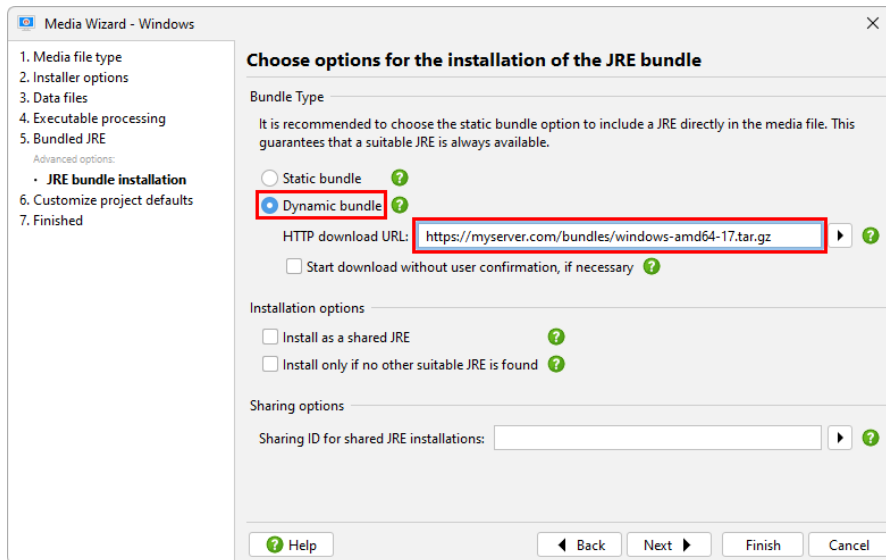 Media Wizard - Windows
1. Media file type
2. Installer options
3. Data files
4. Executable processing
5. Bundled JRE
Advanced options:
· JRE bundle installation
6. Customize project defaults
7. Finished
Choose options for the installation of the JRE bundle
Bundle Type
It is recommended to choose the static bundle option to include a JRE directly in the media file. This
guarantees that a suitable JRE is always available.
Static bundle
Dynamic bundle
HTTP download URL: https://myserver.com/bundles/windows-amd64-17.tar.gz
Start download without user confirmation, if necessary
Installation options
Install as a shared JRE
Install only if no other suitable JRE is found
Sharing options
Sharing ID for shared JRE installations:
Help
Back
Next
Finish
Cancel